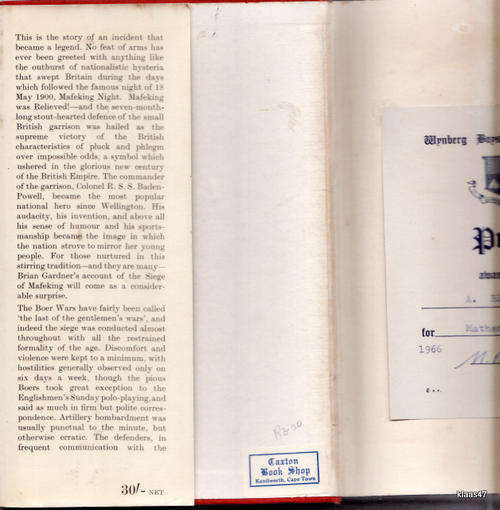 This is the story of an incident that
became a legend. No feat of arms has
ever been greeted with anything like
the outburst of nationalistic hysteria
that swept Britain during the days
which followed the famous night of 18
May 1900, Mafeking Night. Mafeking
was Relieved!—and the seven-month-
long stout-hearted defence of the small
British garrison was hailed as the
supreme victory of the British
characteristics of pluck and phlegm
over impossible odds, a symbol which
ushered in the glorious new century
of the British Empire. The commander
of the garrison, Colonel R. S. S. Baden-
Powell, became the most popular
national hero since Wellington. His
audacity, his invention, and above all
his sense of humour and his sports-
manship became the image in which
the nation strove to mirror her young
people. For those nurtured in this
stirring tradition—and they are many—
Brian Gardner's account of the Siege
of Mafeking will come as a consider-
able surprise.
The Boer Wars have fairly been called
'the last of the gentlemen's wars', and
indeed the siege was conducted almost
throughout with all the restrained
formality of the age. Discomfort and
violence were kept to a minimum, with
hostilities generally observed only on
six days a week, though the pious
Boers took great exception to the
Englishmen's Sunday polo-playing, and
said as much in firm but polite corres-
pondence. Artillery bombardment was
usually punctual to the minute, but
otherwise erratic. The defenders, in
frequent communication with the
30/- NET
Caxton
Book Shop
Kenilworth, Cape Town
Wynberg Boys
awar
A.
for
Mathe
1966
klaas47